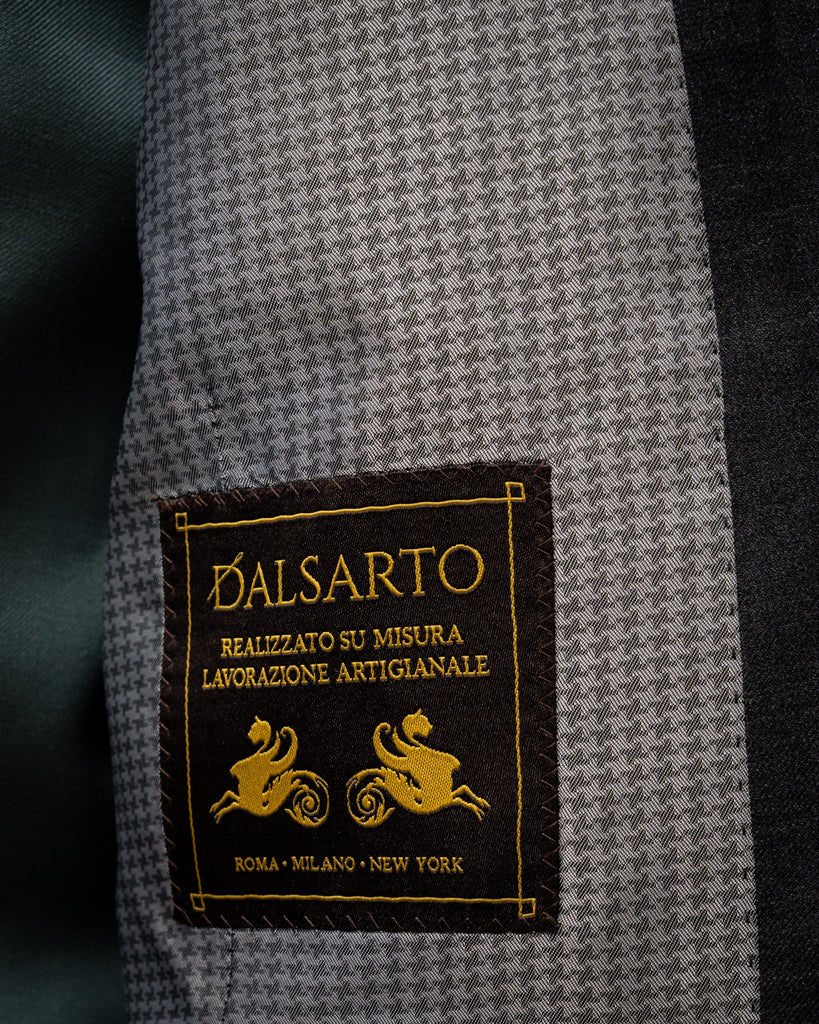 DALSARTO
REALIZZATO SU MISURA
LAVORAZIONE ARTIGIANALE
ROMA • MILANO • NEW YORK